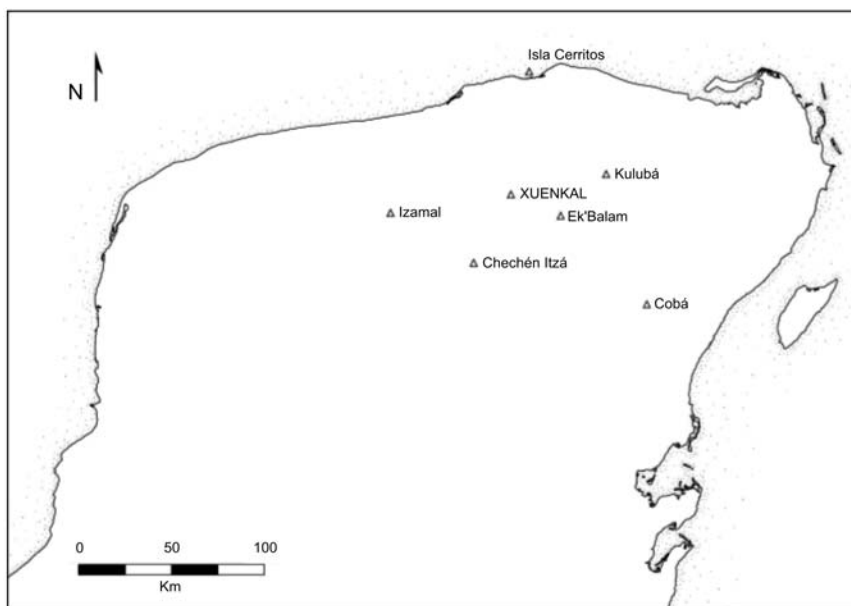 Isla Cerritos
N
Kulubá
XUENKAL
Izamal
Ek'Balam
Chechén Itzá
Cobá
0 50 100
Km